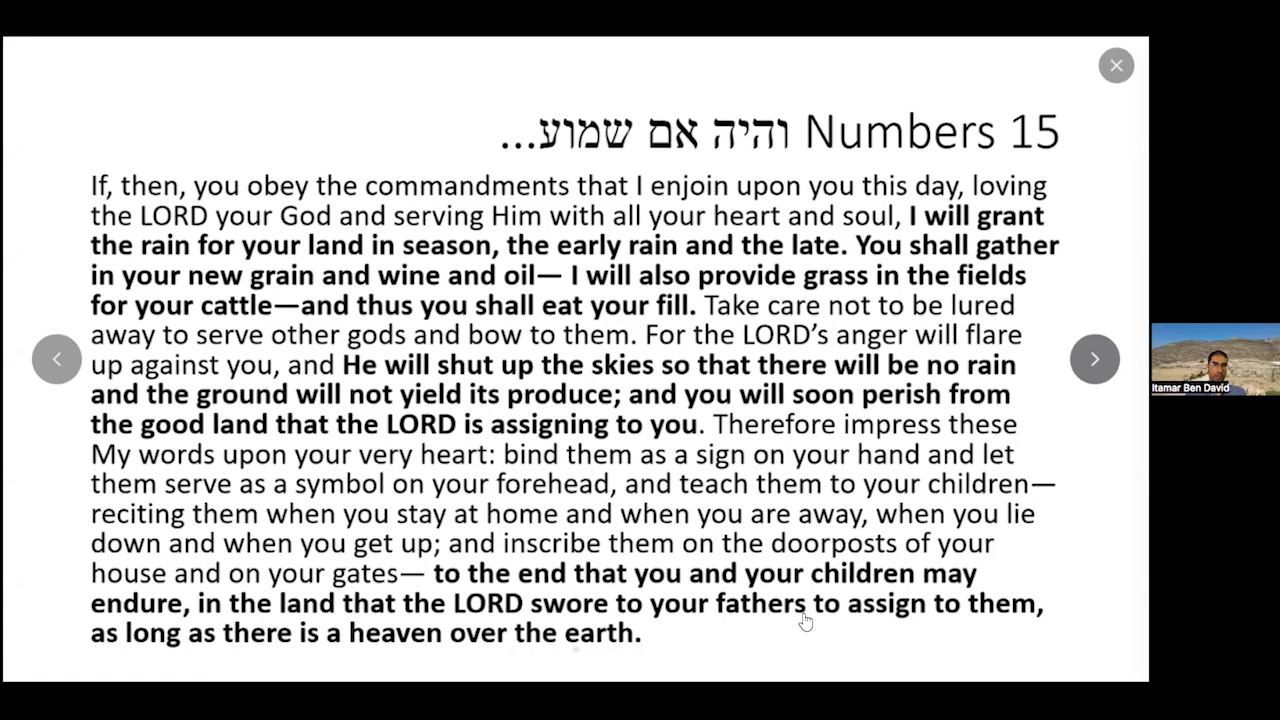 והיה אם שמוע... Numbers 15
If, then, you obey the commandments that I enjoin upon you this day, loving
the LORD your God and serving Him with all your heart and soul, I will grant
the rain for your land in season, the early rain and the late. You shall gather
in your new grain and wine and oil— I will also provide grass in the fields
for your cattle—and thus you shall eat your fill. Take care not to be lured
away to serve other gods and bow to them. For the LORD’s anger will flare
up against you, and He will shut up the skies so that there will be no rain
and the ground will not yield its produce; and you will soon perish from
the good land that the LORD is assigning to you. Therefore impress these
My words upon your very heart: bind them as a sign on your hand and let
them serve as a symbol on your forehead, and teach them to your children—
reciting them when you stay at home and when you are away, when you lie
down and when you get up; and inscribe them on the doorposts of your
house and on your gates— to the end that you and your children may
endure, in the land that the LORD swore to your fathers to assign to them,
as long as there is a heaven over the earth.
Itamar Ben David